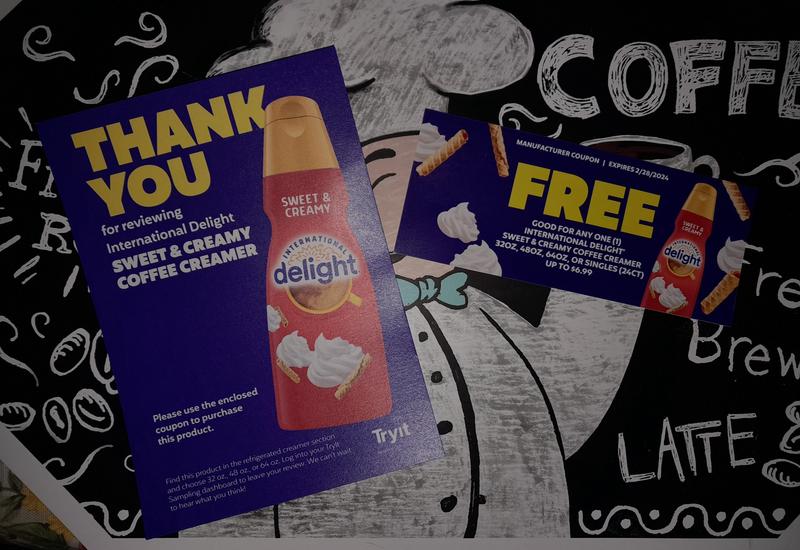 THANK
YOU
for reviewing
International Delight
SWEET & CREAMY
COFFEE CREAMER
SWEET &
CREAMY
INTERNATIONAL
delight
Please use the enclosed
coupon to purchase
this product.
Find this product in the refrigerated creamer section
and choose 32 oz., 48 oz., or 64 oz. Log into your TryIt
Sampling dashboard to leave your review. We can't wait
to hear what you think!
TryIt
MANUFACTURER COUPON | EXPIRES 2/28/2024
FREE
GOOD FOR ANY ONE (1)
INTERNATIONAL DELIGHT
SWEET & CREAMY COFFEE CREAMER
32OZ, 48OZ, 64OZ, OR SINGLES (24CT)
UP TO $6.99
SWEET &
CREAMY
INTERNATIONAL
delight
COFFE
Fre
Brew
LATTE &